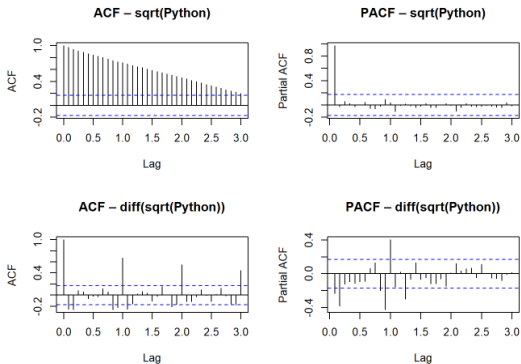 ACF – sqrt(Python)
PACF – sqrt(Python)
ACF
-0.2 0.4 1.0
0.0 0.5 1.0 1.5 2.0 2.5 3.0
Lag
Partial ACF
-0.2 0.4 0.8
0.0 0.5 1.0 1.5 2.0 2.5 3.0
Lag
ACF – diff(sqrt(Python))
PACF – diff(sqrt(Python))
ACF
-0.2 0.4 1.0
0.0 0.5 1.0 1.5 2.0 2.5 3.0
Lag
Partial ACF
-0.4 0.0 0.4
0.0 0.5 1.0 1.5 2.0 2.5 3.0
Lag